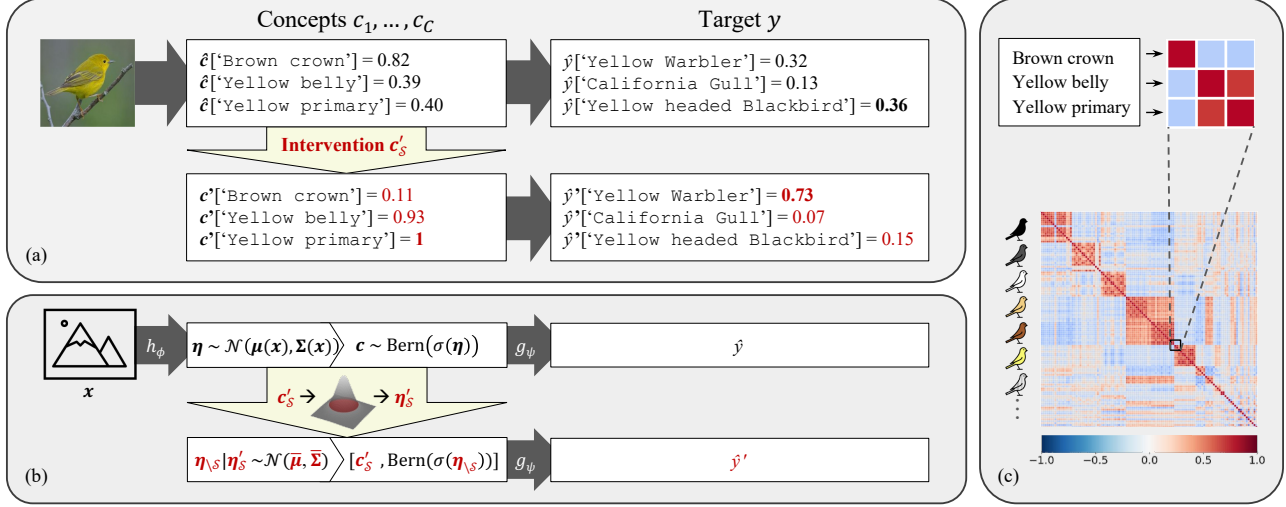 Concepts c₁, … , c_C
Target y
ĉ[‘Brown crown’] = 0.82
ĉ[‘Yellow belly’] = 0.39
ĉ[‘Yellow primary’] = 0.40
ŷ[‘Yellow Warbler’] = 0.32
ŷ[‘California Gull’] = 0.13
ŷ[‘Yellow headed Blackbird’] = 0.36
Intervention c′_𝒮
c’[‘Brown crown’] = 0.11
c’[‘Yellow belly’] = 0.93
c’[‘Yellow primary’] = 1
ŷ’[‘Yellow Warbler’] = 0.73
ŷ’[‘California Gull’] = 0.07
ŷ’[‘Yellow headed Blackbird’] = 0.15
(a)
x
h_ϕ
η ~ 𝒩(μ(x), Σ(x))
c ~ Bern(σ(η))
g_ψ
ŷ
c′_𝒮 → → η′_𝒮
η_{\𝒮}|η′_𝒮 ~ 𝒩(μ̅, Σ̅)
[c′_𝒮 , Bern(σ(η_{\𝒮}))]
g_ψ
ŷ′
(b)
Brown crown
Yellow belly
Yellow primary
−1.0 −0.5 0.0 0.5 1.0
(c)